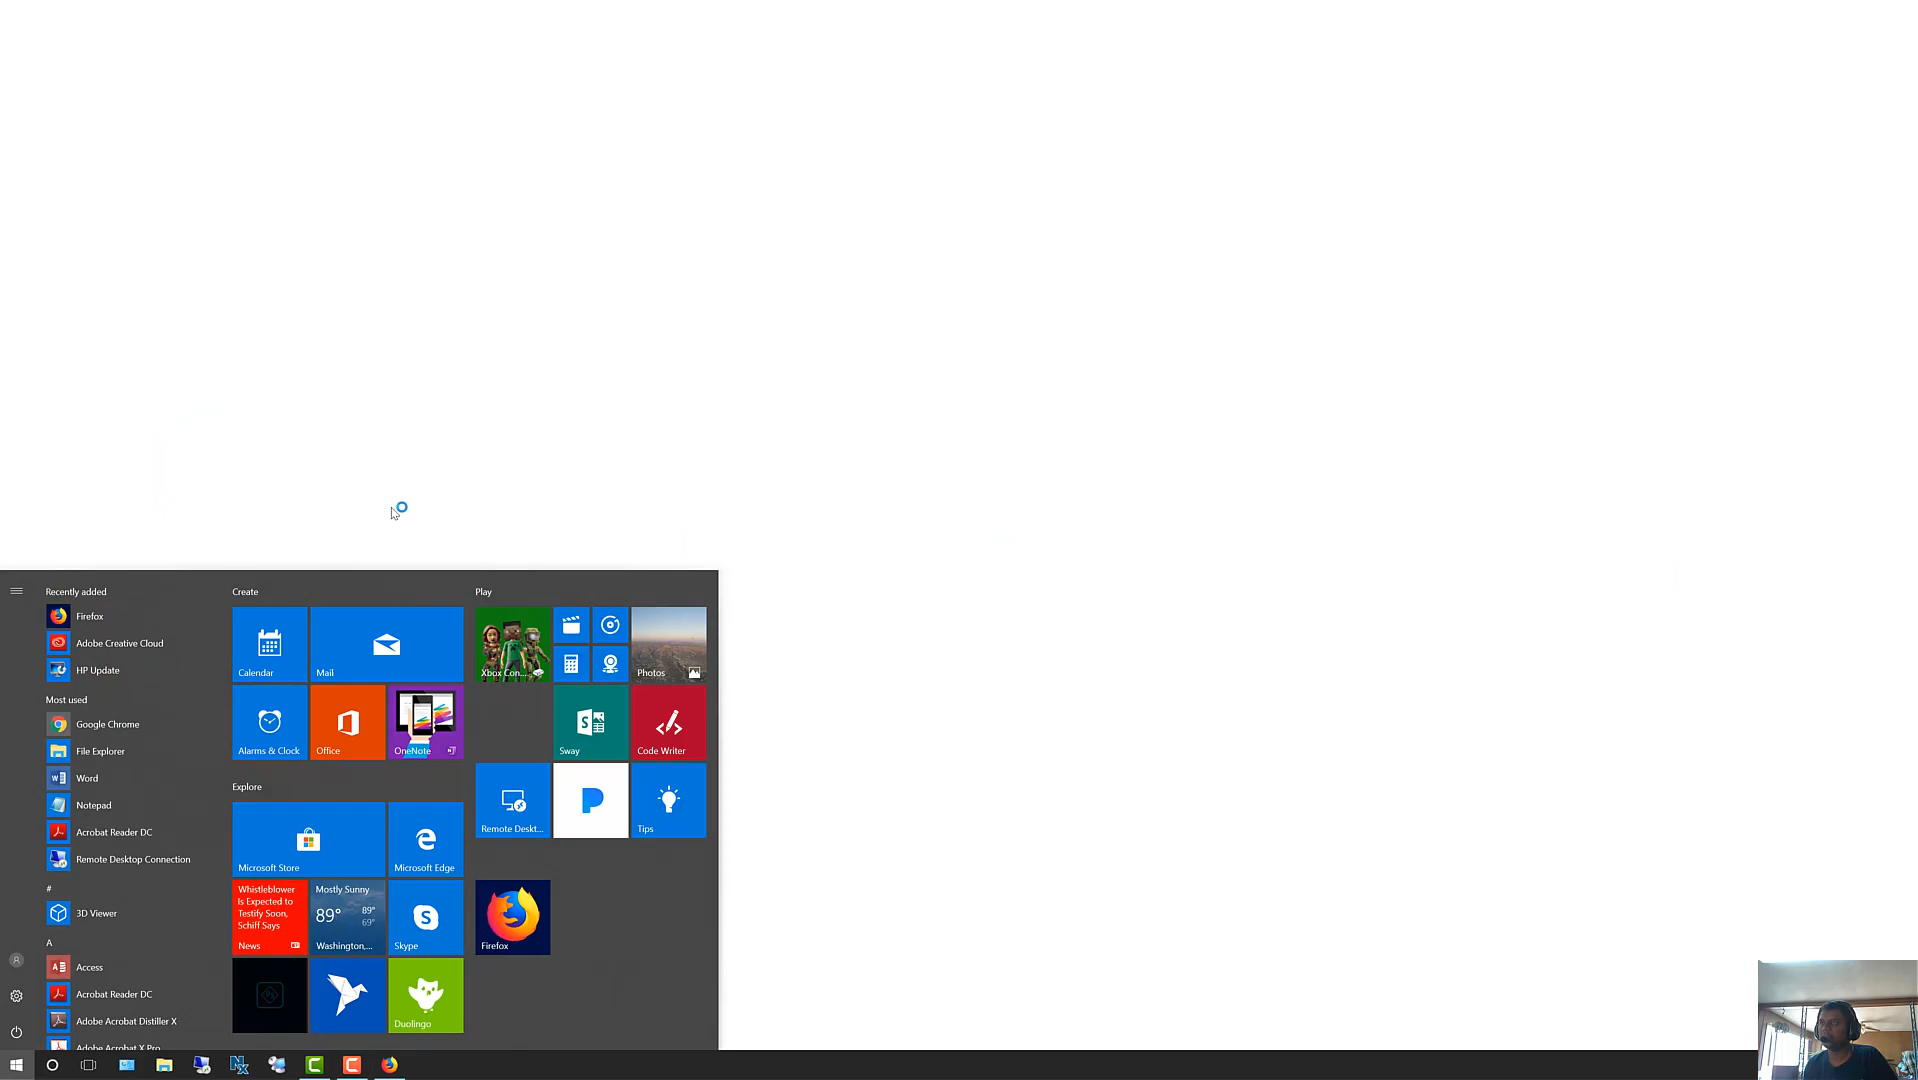 Recently added
Firefox
Adobe Creative Cloud
HP Update
Most used
Google Chrome
File Explorer
Word
Notepad
Acrobat Reader DC
Remote Desktop Connection
#
3D Viewer
A
Access
Acrobat Reader DC
Adobe Acrobat Distiller X
Adobe Acrobat X Pro
Create
Calendar
Mail
Alarms & Clock
Office
OneNote
Explore
Microsoft Store
Microsoft Edge
Whistleblower
Is Expected to
Testify Soon,
Schiff Says
News
Mostly Sunny
89°
89°
69°
Washington,...
Skype
Duolingo
Play
Xbox Con...
Photos
Sway
Code Writer
Remote Deskt...
Tips
Firefox